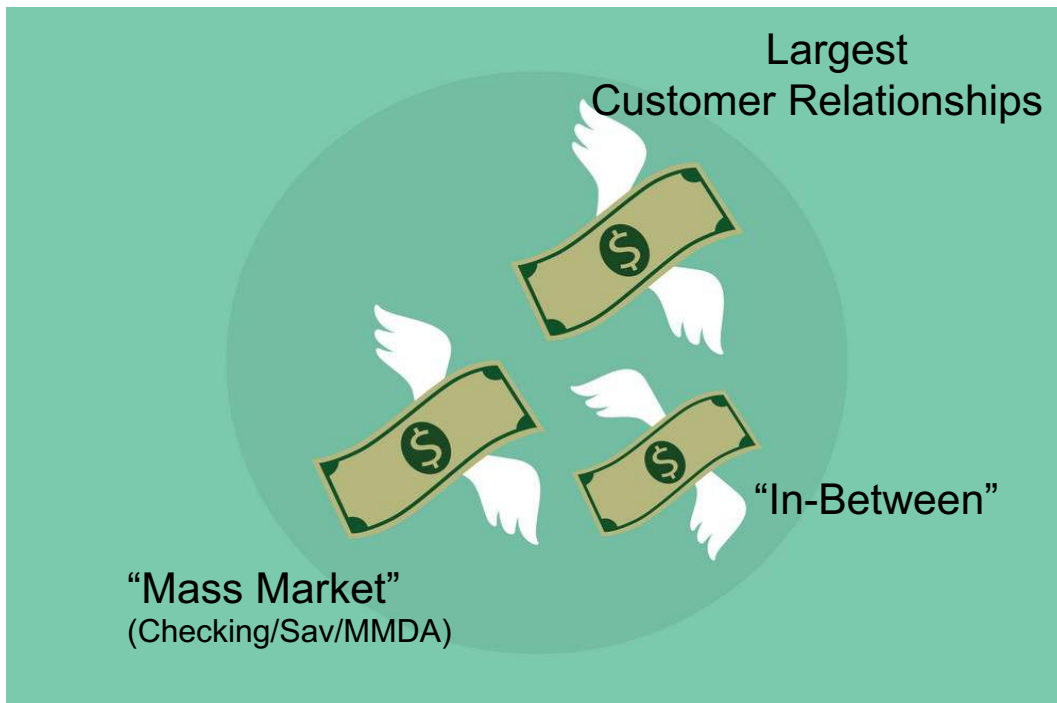 Largest
Customer Relationships
$
$
$
“In-Between”
“Mass Market”
(Checking/Sav/MMDA)